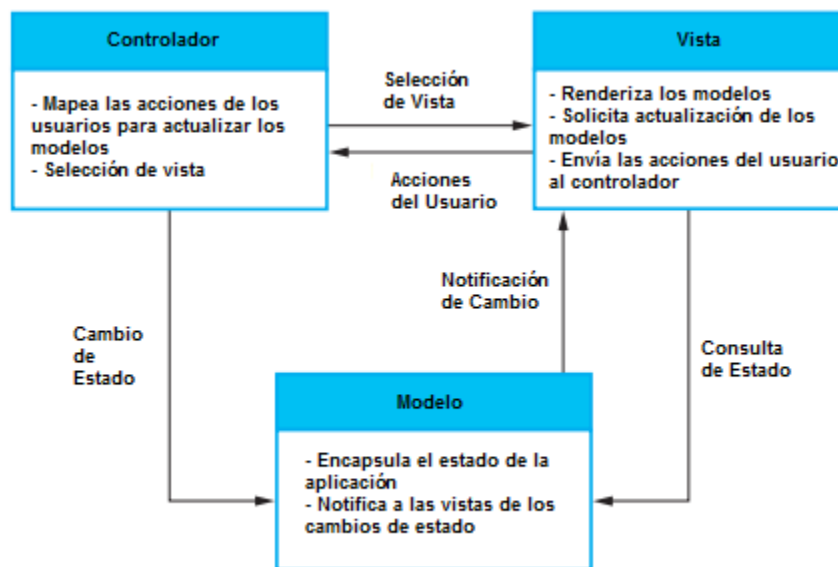 Controlador
- Mapea las acciones de los
usuarios para actualizar los
modelos
- Selección de vista
Selección
de Vista
Acciones
del Usuario
Vista
- Renderiza los modelos
- Solicita actualización de los
modelos
- Envía las acciones del usuario
al controlador
Cambio
de
Estado
Notificación
de Cambio
Consulta
de Estado
Modelo
- Encapsula el estado de la
aplicación
- Notifica a las vistas de los
cambios de estado